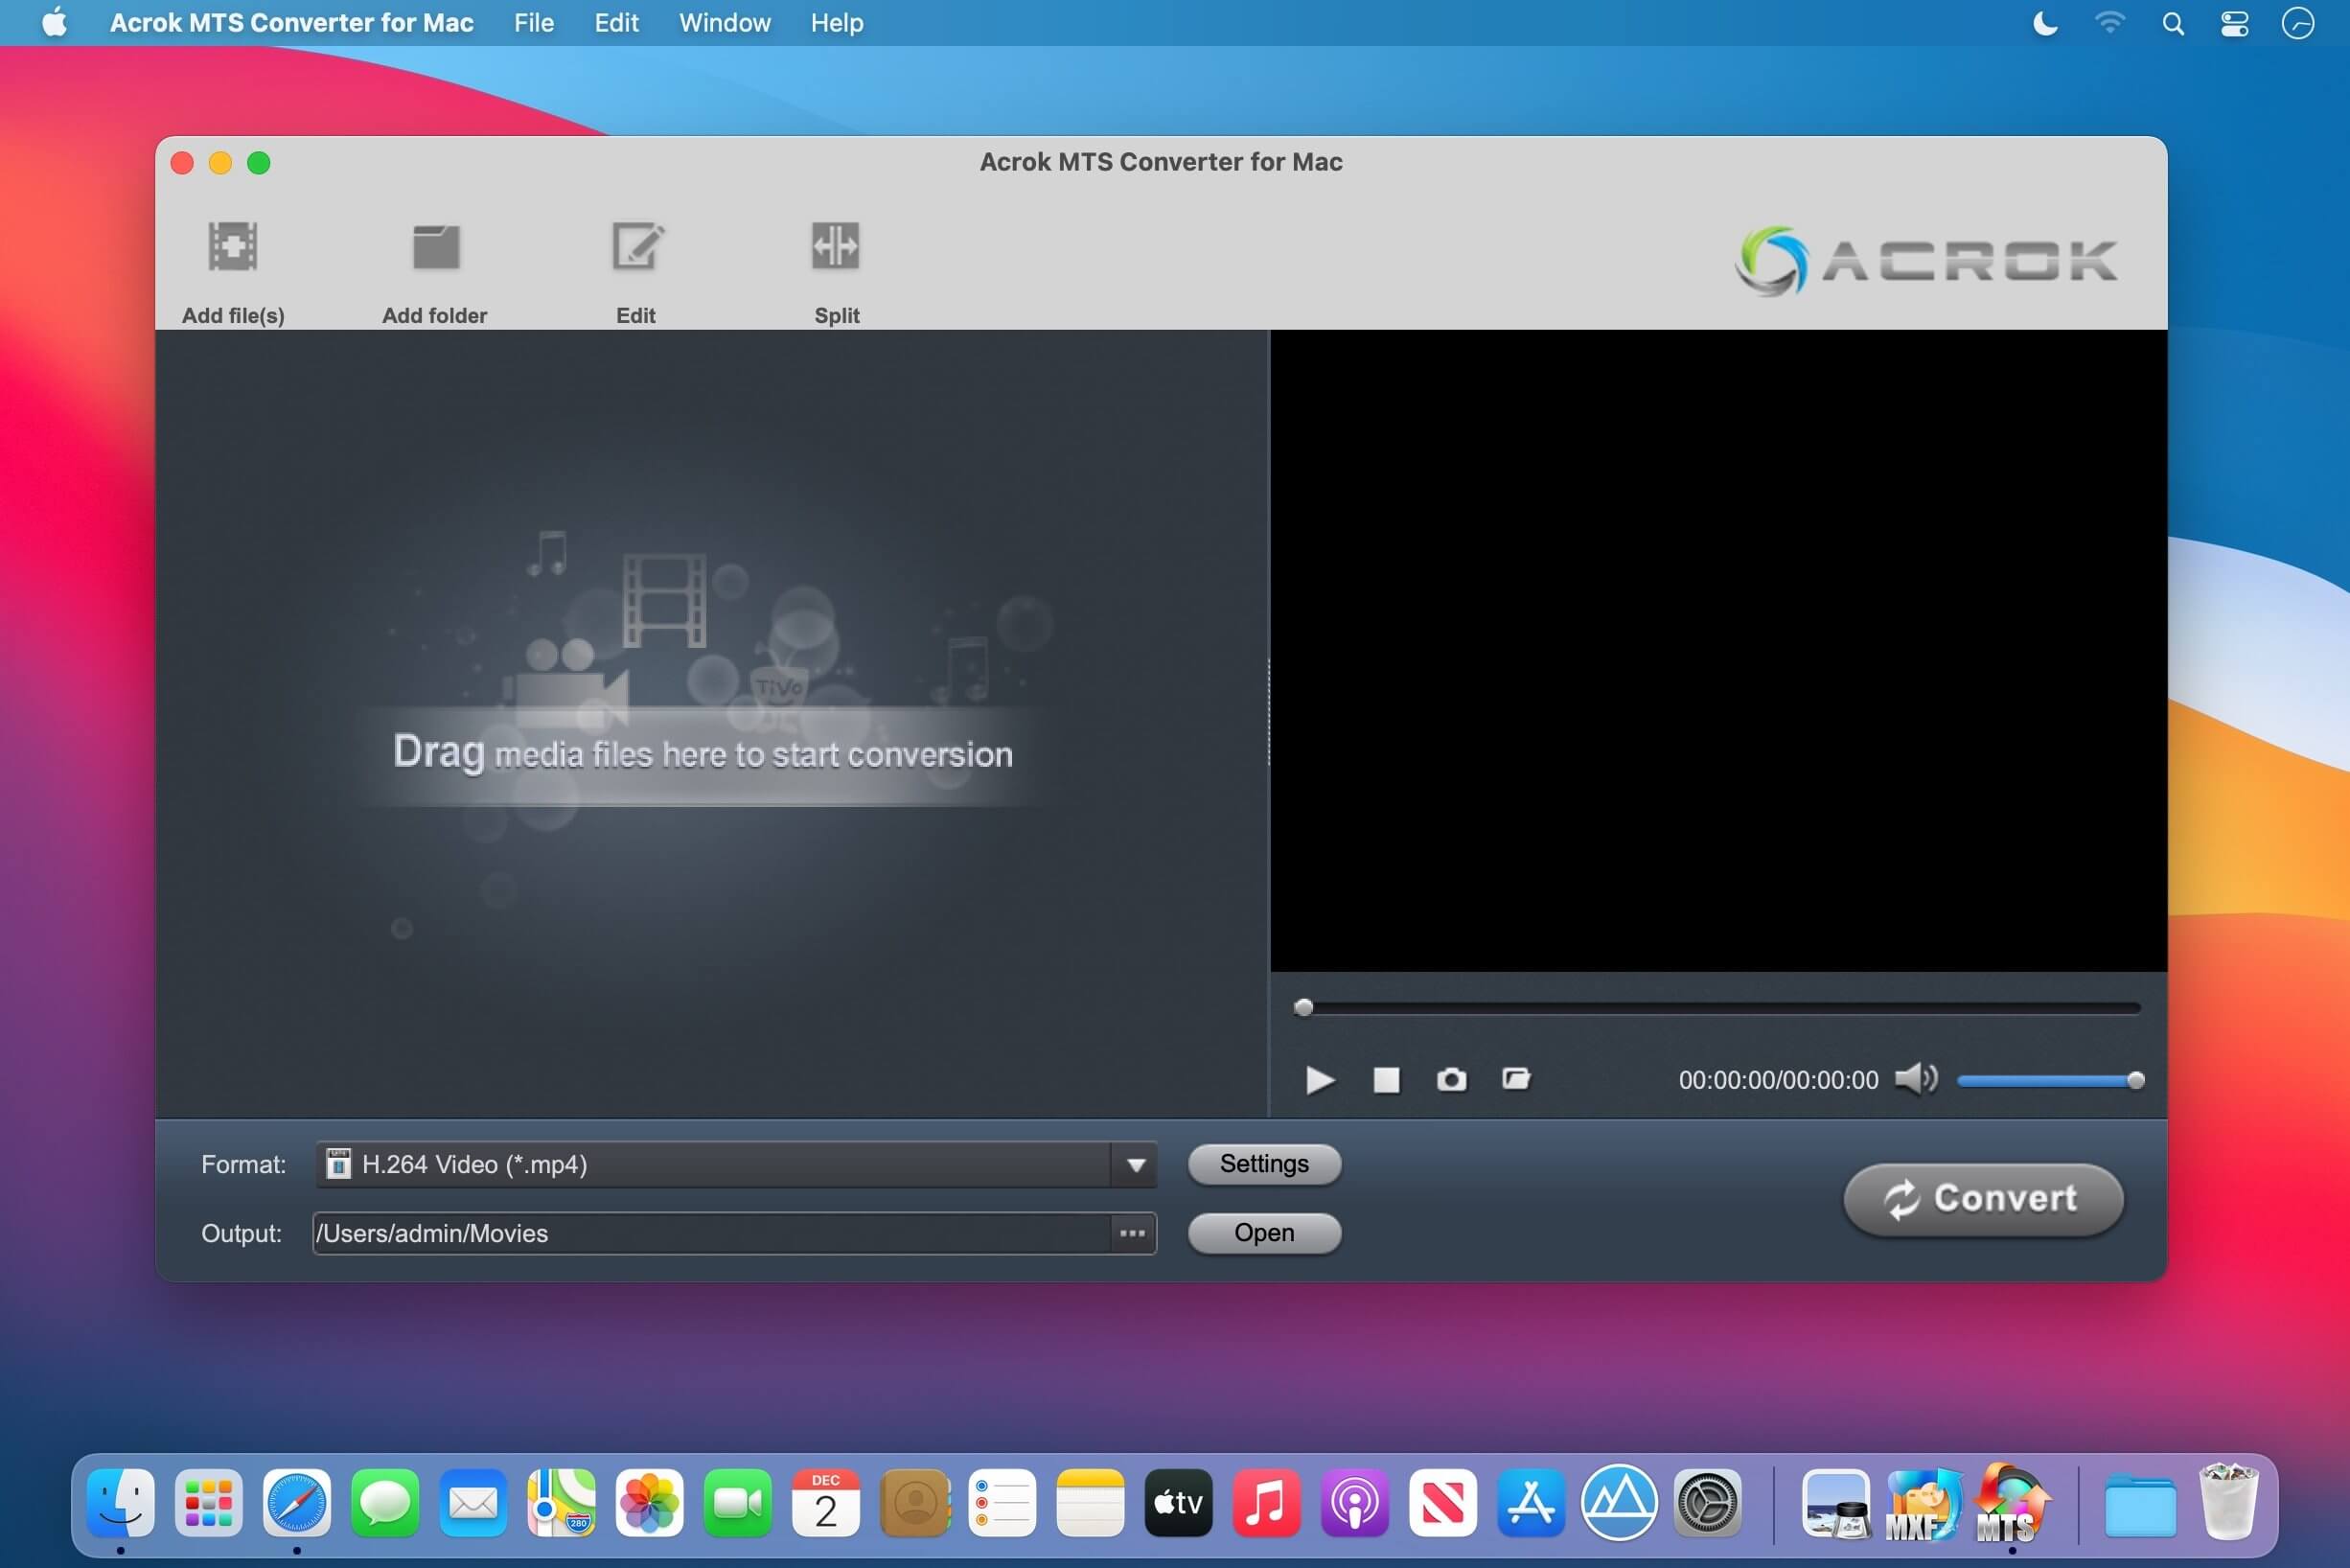 Acrok MTS Converter for Mac File Edit Window Help
Acrok MTS Converter for Mac
Add file(s) Add folder Edit Split
ACROK
TiVo
Drag media files here to start conversion
00:00:00/00:00:00
Format: H.264 Video (*.mp4) Settings
Convert
Output: /Users/admin/Movies ... Open
DEC
2
280
tv
MXF
MTS